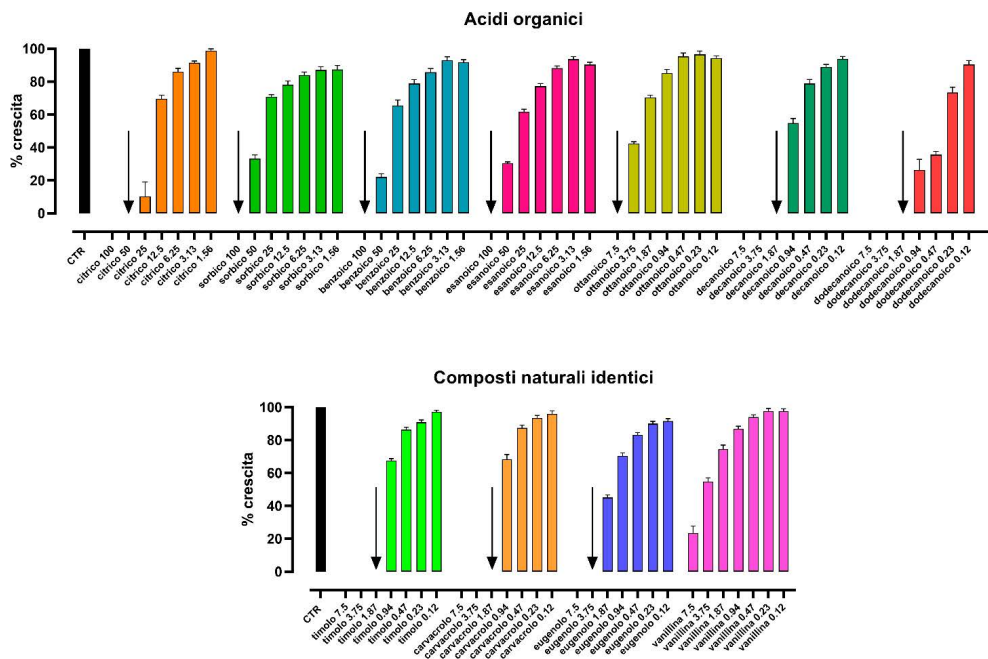 Acidi organici
% crescita
100
80
60
40
20
0
CTR
citrico 100
citrico 50
citrico 25
citrico 12.5
citrico 6.25
citrico 3.13
citrico 1.56
sorbico 100
sorbico 50
sorbico 25
sorbico 12.5
sorbico 6.25
sorbico 3.13
sorbico 1.56
benzoico 100
benzoico 50
benzoico 25
benzoico 12.5
benzoico 6.25
benzoico 3.13
benzoico 1.56
esanoico 100
esanoico 50
esanoico 25
esanoico 12.5
esanoico 6.25
esanoico 3.13
esanoico 1.56
ottanoico 7.5
ottanoico 3.75
ottanoico 1.87
ottanoico 0.94
ottanoico 0.47
ottanoico 0.23
ottanoico 0.12
decanoico 7.5
decanoico 3.75
decanoico 1.87
decanoico 0.94
decanoico 0.47
decanoico 0.23
decanoico 0.12
dodecanoico 7.5
dodecanoico 3.75
dodecanoico 1.87
dodecanoico 0.94
dodecanoico 0.47
dodecanoico 0.23
dodecanoico 0.12
Composti naturali identici
% crescita
100
80
60
40
20
0
CTR
timolo 7.5
timolo 3.75
timolo 1.87
timolo 0.94
timolo 0.47
timolo 0.23
timolo 0.12
carvacrolo 7.5
carvacrolo 3.75
carvacrolo 1.87
carvacrolo 0.94
carvacrolo 0.47
carvacrolo 0.23
carvacrolo 0.12
eugenolo 7.5
eugenolo 3.75
eugenolo 1.87
eugenolo 0.94
eugenolo 0.47
eugenolo 0.23
eugenolo 0.12
vanillina 7.5
vanillina 3.75
vanillina 1.87
vanillina 0.94
vanillina 0.47
vanillina 0.23
vanillina 0.12